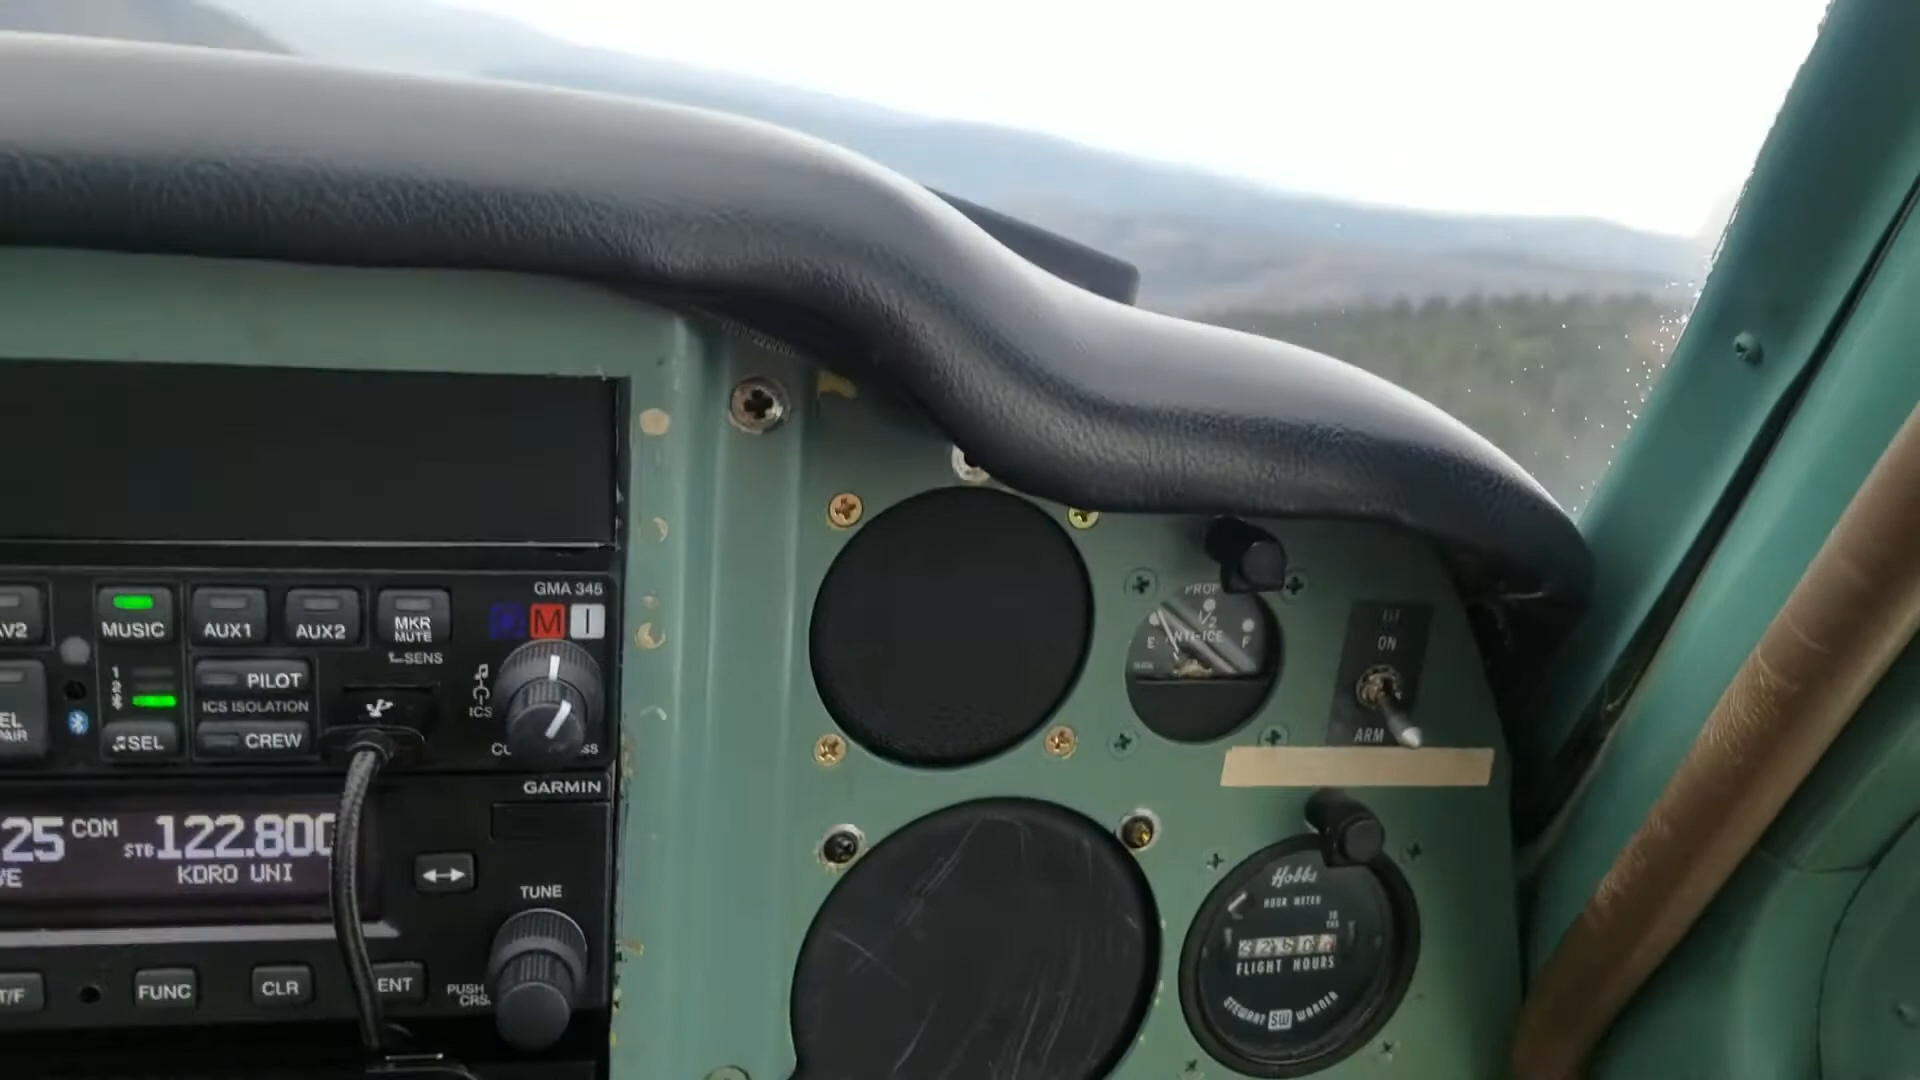 GMA 345
MUSIC
AUX1
AUX2
MKR
MUTE
SENS
M
PILOT
ICS ISOLATION
CREW
SEL
ICS
GARMIN
25 COM
STB 122.800
KDRO UNI
TUNE
FUNC
CLR
ENT
PUSH
CRSR
PROP
1/2
ANTI-ICE
E
F
ON
ARM
Hobbs
HOUR METER
FLIGHT HOURS
STEWART SW WARNER